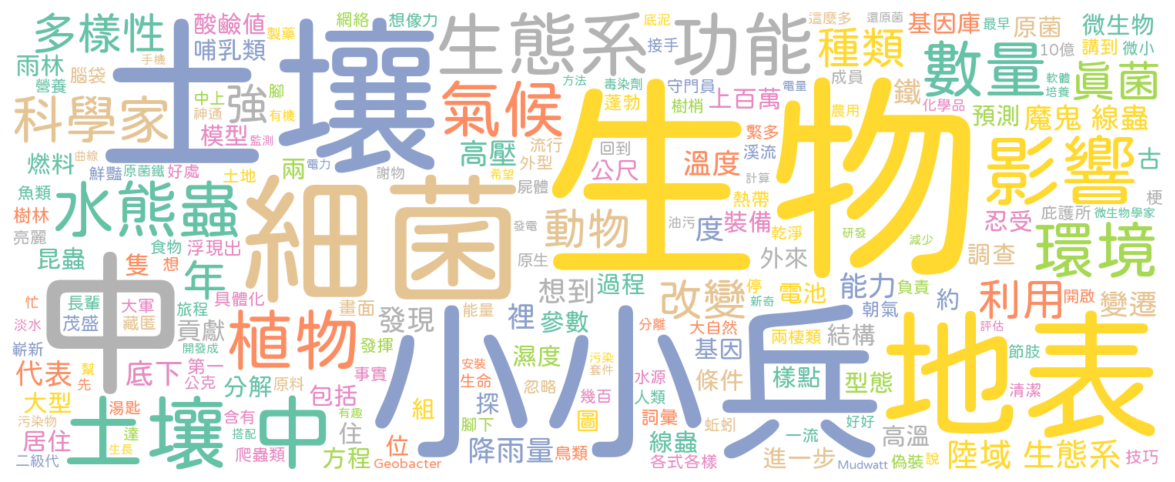 多樣性
酸鹼值
網絡
想像力
底泥
這麼多
還原菌
基因庫
最早
原菌
微生物
手機
製藥
哺乳類
生態系
功能
接手
種類
10億
講到
微小
雨林
腦袋
土壤
數量
真菌
營養
中上
神通
強
腳
有機
氣候
方法
毒染劑
守門員
電量
成員
軟體
培養
科學家
模型
監測
蓬勃
樹梢
上百萬
農用
鐵
化學品
預測
魔鬼
線蟲
曲線
燃料
原菌鐵
好處
鮮豔
土地
兩
電力
謝物
高壓
流行
外型
希望
生物
回到
公尺
繁多
溫度
溪流
計算
影響
古
魚類
水熊蟲
細菌
屍體
熱帶
梗
樹林
亮麗
食物
浮現出
發電
動物
油污
度
裝備
乾淨
研發
忍受
庇護所
微生物學家
昆蟲
隻
想
年
原生
外來
減少
調查
環境
中
忙
長輩
大軍
旅程
具體化
畫面
能量
想到
過程
改變
停
新奇
電池
能力
負責
朝氣
約
利用
開啟
變遷
淡水
茂盛
藏匿
貢獻
植物
發現
發揮
裡
參數
分離
大自然
兩棲類
結構
評估
嶄新
開發成
小小兵
地表
代表
幫
先
底下
第一
公克
事實
濕度
安裝
生命
污染
套件
基因
條件
樣點
型態
節肢
清潔
大型
湯匙
土壤中
分解
原料
包括
有趣
組
探
忽略
幾百
水源
人類
詞彙
蚯蚓
好好
污染物
達
含有
搭配
住
腳下
圖
一流
高溫
居住
二級代
生長
爬蟲類
方程
位
Geobacter
降雨量
鳥類
線蟲
各式各樣
進一步
Mudwatt
偽裝
說
陸域
生態系
技巧